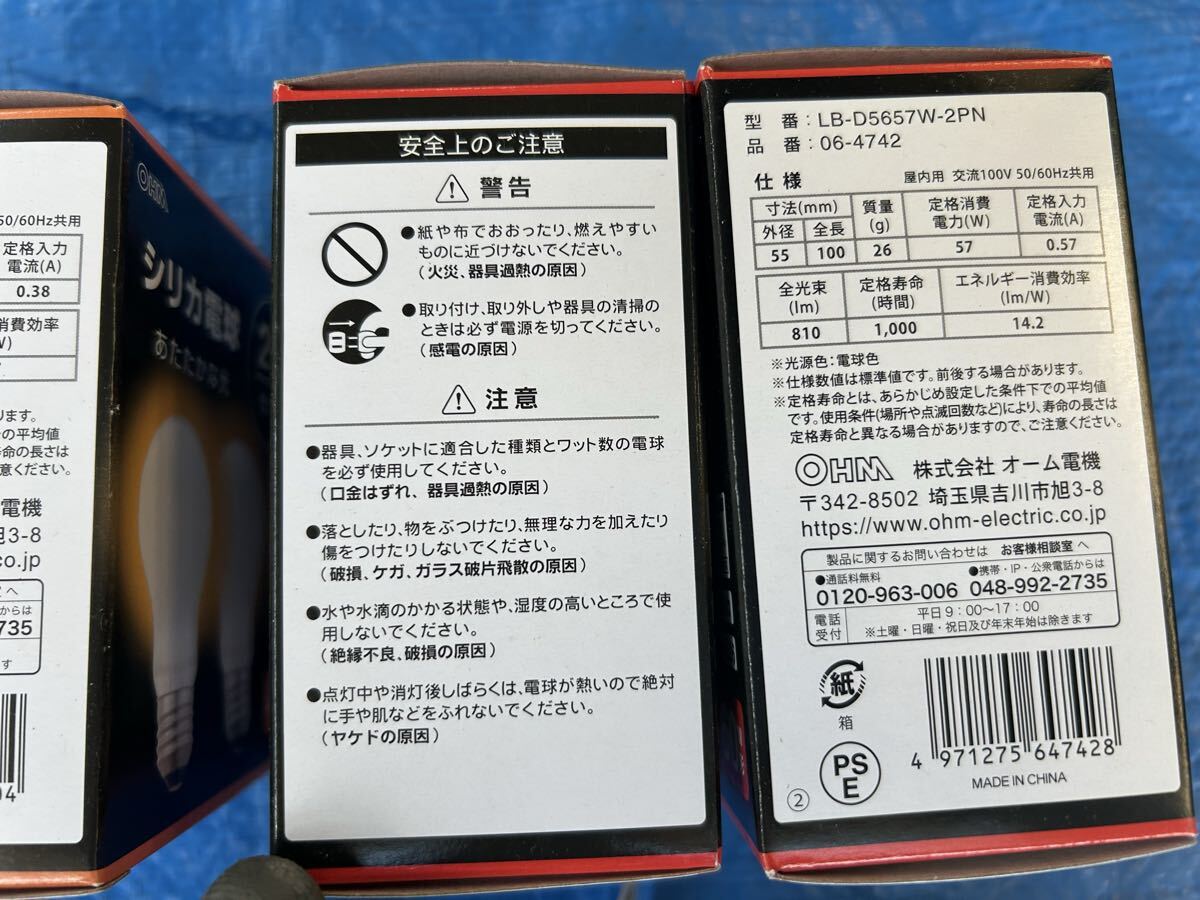 50/60Hz共用
定格入力
電流(A)
0.38
消費効率
ります。
の平均値
命の長さは
意ください。
電機
旭3-8
co.jp
へ
からは
735
ます
04
OHM
シリカ電球
あたたかな光
安全上のご注意
警告
●紙や布でおおったり、燃えやすい
ものに近づけないでください。
(火災、器具過熱の原因)
●取り付け、取り外しや器具の清掃の
ときは必ず電源を切ってください。
(感電の原因)
注意
●器具、ソケットに適合した種類とワット数の電球
を必ず使用してください。
(口金はずれ、器具過熱の原因)
●落としたり、物をぶつけたり、無理な力を加えたり
傷をつけたりしないでください。
(破損、ケガ、ガラス破片飛散の原因)
●水や水滴のかかる状態や、湿度の高いところで使
用しないでください。
(絶縁不良、破損の原因)
●点灯中や消灯後しばらくは、電球が熱いので絶対
に手や肌などをふれないでください。
(ヤケドの原因)
型 番：LB-D5657W-2PN
品 番：06-4742
仕様 屋内用 交流100V 50/60Hz共用
寸法(mm) 質量(g) 定格消費電力(W) 定格入力電流(A)
外径 全長
55 100 26 57 0.57
全光束(lm) 定格寿命(時間) エネルギー消費効率(lm/W)
810 1,000 14.2
※光源色：電球色
※仕様数値は標準値です。前後する場合があります。
※定格寿命とは、あらかじめ設定した条件下での平均値
です。使用条件(場所や点滅回数など)により、寿命の長さは
定格寿命と異なる場合がありますので、ご注意ください。
OHM 株式会社 オーム電機
〒342-8502 埼玉県吉川市旭3-8
https://www.ohm-electric.co.jp
製品に関するお問い合わせは お客様相談室 へ
●通話料無料 ●携帯・IP・公衆電話からは
0120-963-006 048-992-2735
電話受付 平日9：00〜17：00
※土曜・日曜・祝日及び年末年始は除きます
紙
箱
PS
E
4 971275 647428
MADE IN CHINA
②